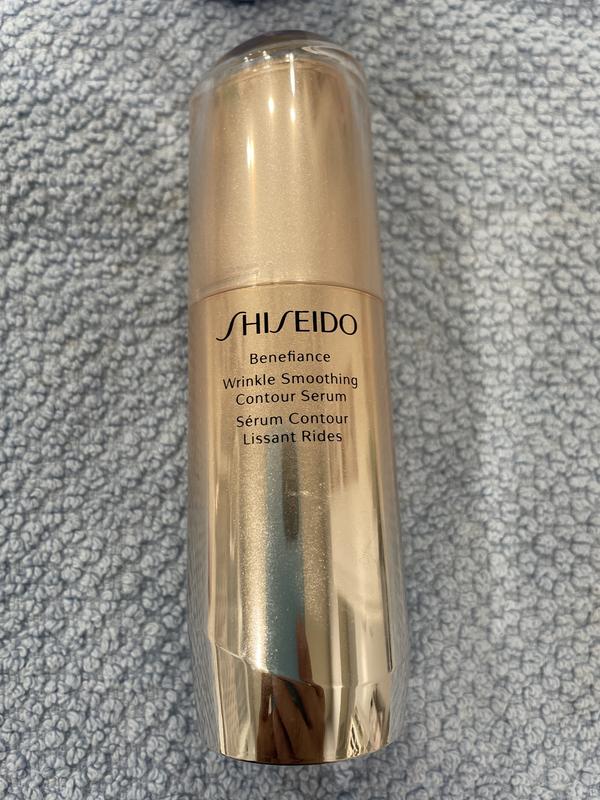 SHISEIDO
Benefiance
Wrinkle Smoothing
Contour Serum
Sérum Contour
Lissant Rides